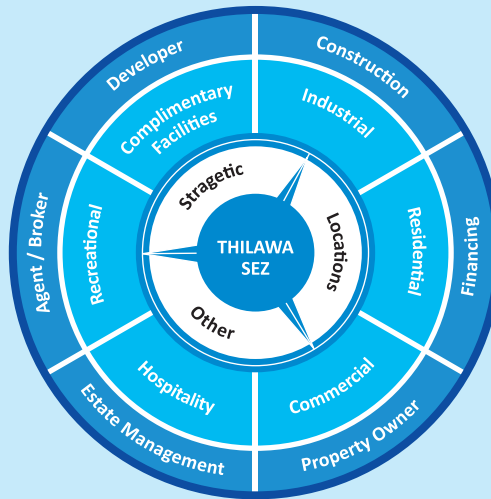 Developer
Construction
Financing
Property Owner
Estate Management
Agent / Broker
Complimentary
Facilities
Industrial
Residential
Commercial
Hospitality
Recreational
Stragetic
Locations
Other
THILAWA
SEZ